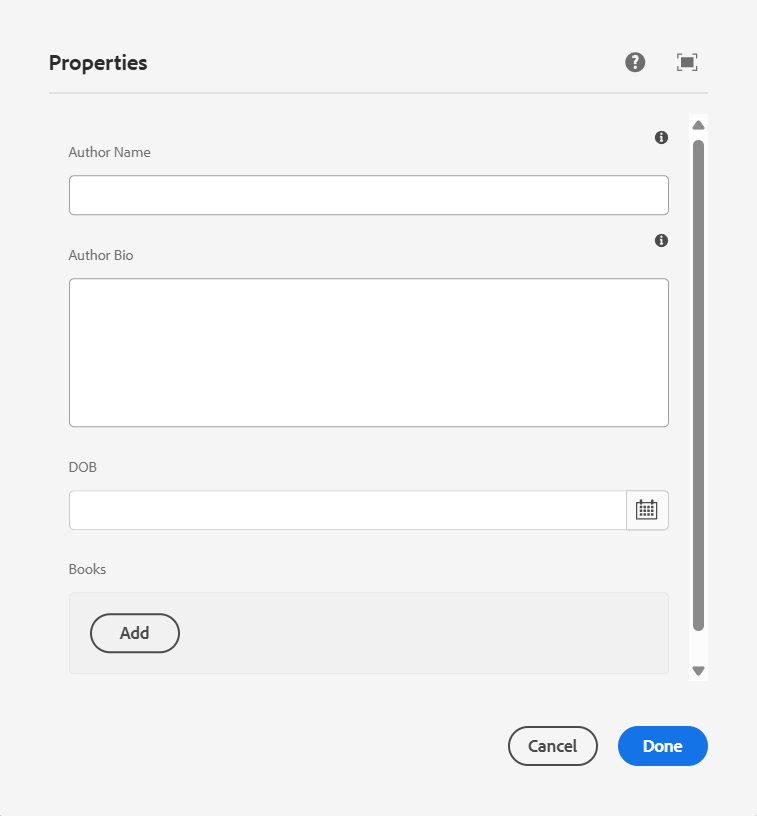 Properties
Author Name
Author Bio
DOB
Books
Add
Cancel Done